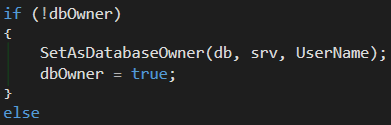 if (!dbOwner)
{
    SetAsDatabaseOwner(db, srv, UserName);
    dbOwner = true;
}
else